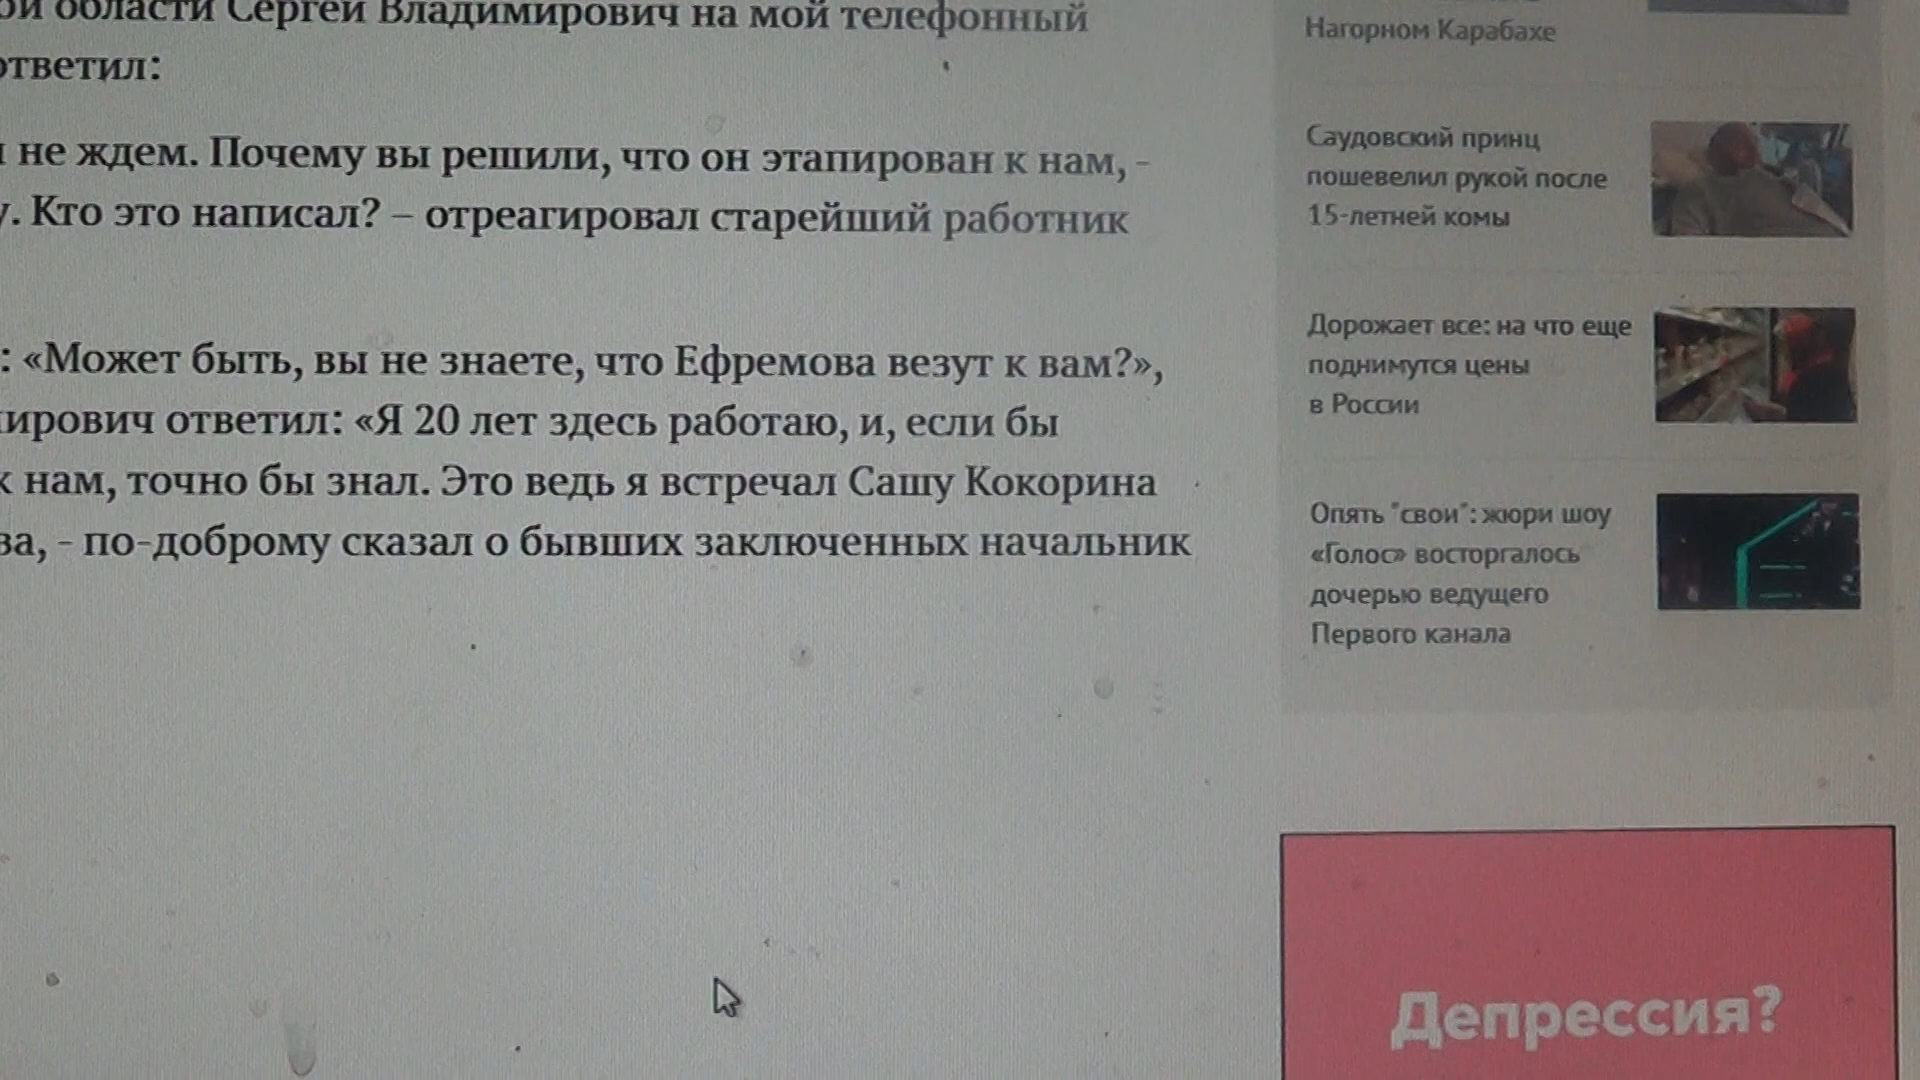 области Сергей Владимирович на мой телефонный
ответил:
не ждем. Почему вы решили, что он этапирован к нам, -
Кто это написал? – отреагировал старейший работник
: «Может быть, вы не знаете, что Ефремова везут к вам?»,
ирович ответил: «Я 20 лет здесь работаю, и, если бы
к нам, точно бы знал. Это ведь я встречал Сашу Кокорина
ва, - по-доброму сказал о бывших заключенных начальник
Нагорном Карабахе
Саудовский принц
пошевелил рукой после
15-летней комы
Дорожает все: на что еще
поднимутся цены
в России
Опять "свои": жюри шоу
«Голос» восторгалось
дочерью ведущего
Первого канала
Депрессия?